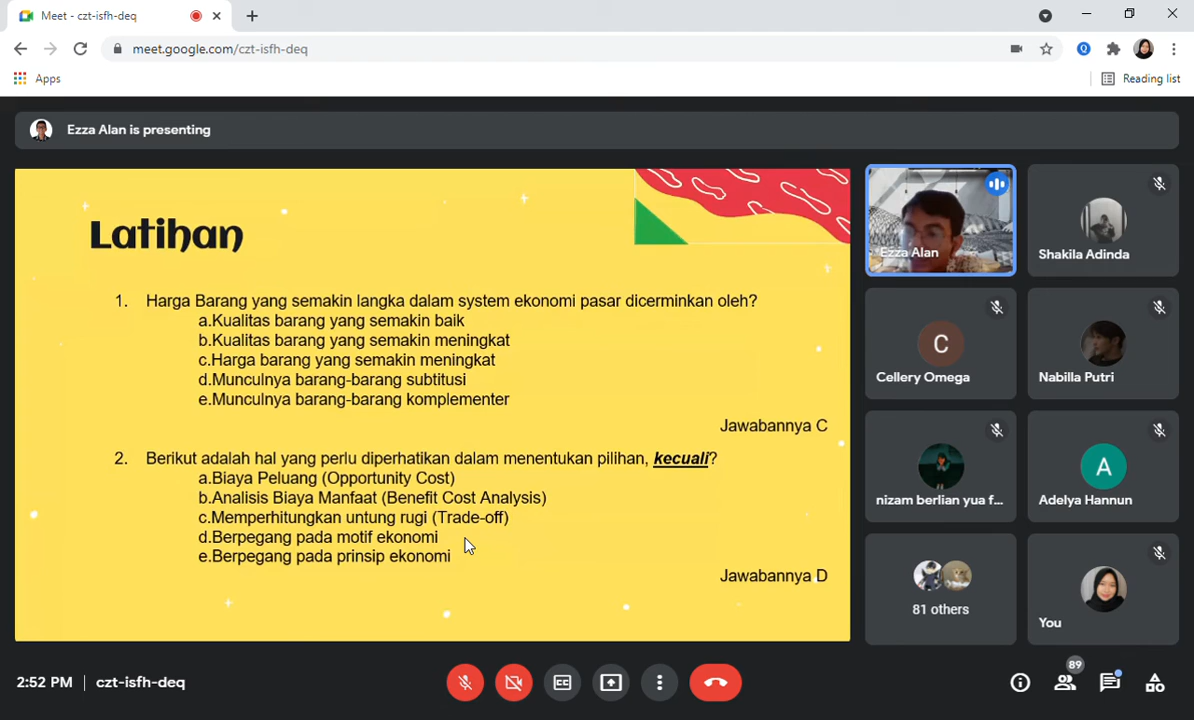 Meet - czt-isfh-deq
meet.google.com/czt-isfh-deq
Q
Apps
Reading list
Ezza Alan is presenting
Latihan
1. Harga Barang yang semakin langka dalam system ekonomi pasar dicerminkan oleh?
a.Kualitas barang yang semakin baik
b.Kualitas barang yang semakin meningkat
c.Harga barang yang semakin meningkat
d.Munculnya barang-barang subtitusi
e.Munculnya barang-barang komplementer
Jawabannya C
2. Berikut adalah hal yang perlu diperhatikan dalam menentukan pilihan, kecuali?
a.Biaya Peluang (Opportunity Cost)
b.Analisis Biaya Manfaat (Benefit Cost Analysis)
c.Memperhitungkan untung rugi (Trade-off)
d.Berpegang pada motif ekonomi
e.Berpegang pada prinsip ekonomi
Jawabannya D
Ezza Alan
Shakila Adinda
C
Cellery Omega
Nabilla Putri
nizam berlian yua f...
A
Adelya Hannun
81 others
You
2:52 PM | czt-isfh-deq
CC
89